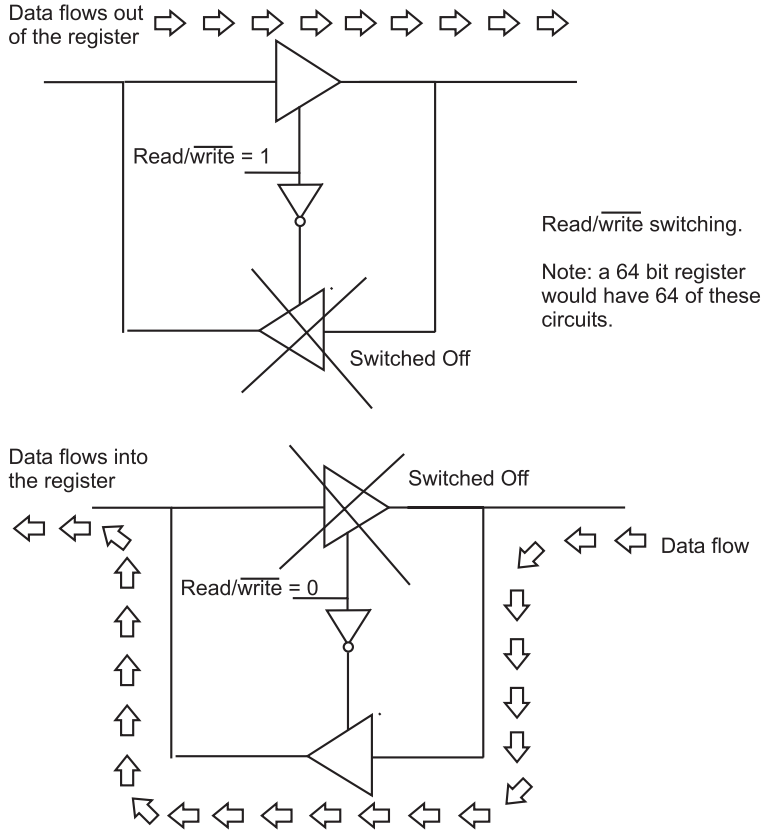 Data flows out
of the register
Read/write = 1
Read/write switching.
Note: a 64 bit register
would have 64 of these
circuits.
Switched Off
Data flows into
the register
Switched Off
Data flow
Read/write = 0